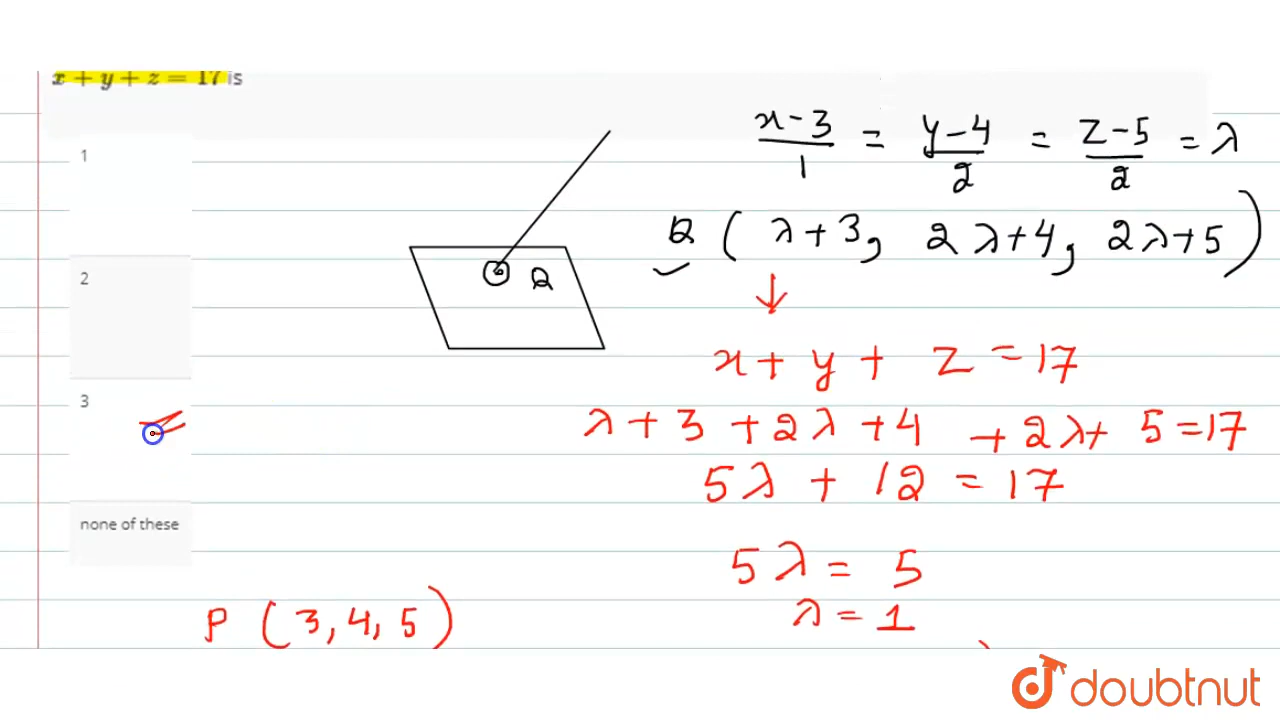 x + y + z = 17 is
1
2
3
none of these
Q
x-3/1 = y-4/2 = z-5/2 = λ
Q (λ+3, 2λ+4, 2λ+5)
↓
x + y + z = 17
λ + 3 + 2λ + 4 + 2λ + 5 = 17
5λ + 12 = 17
5λ = 5
λ = 1
P (3, 4, 5)
doubtnut